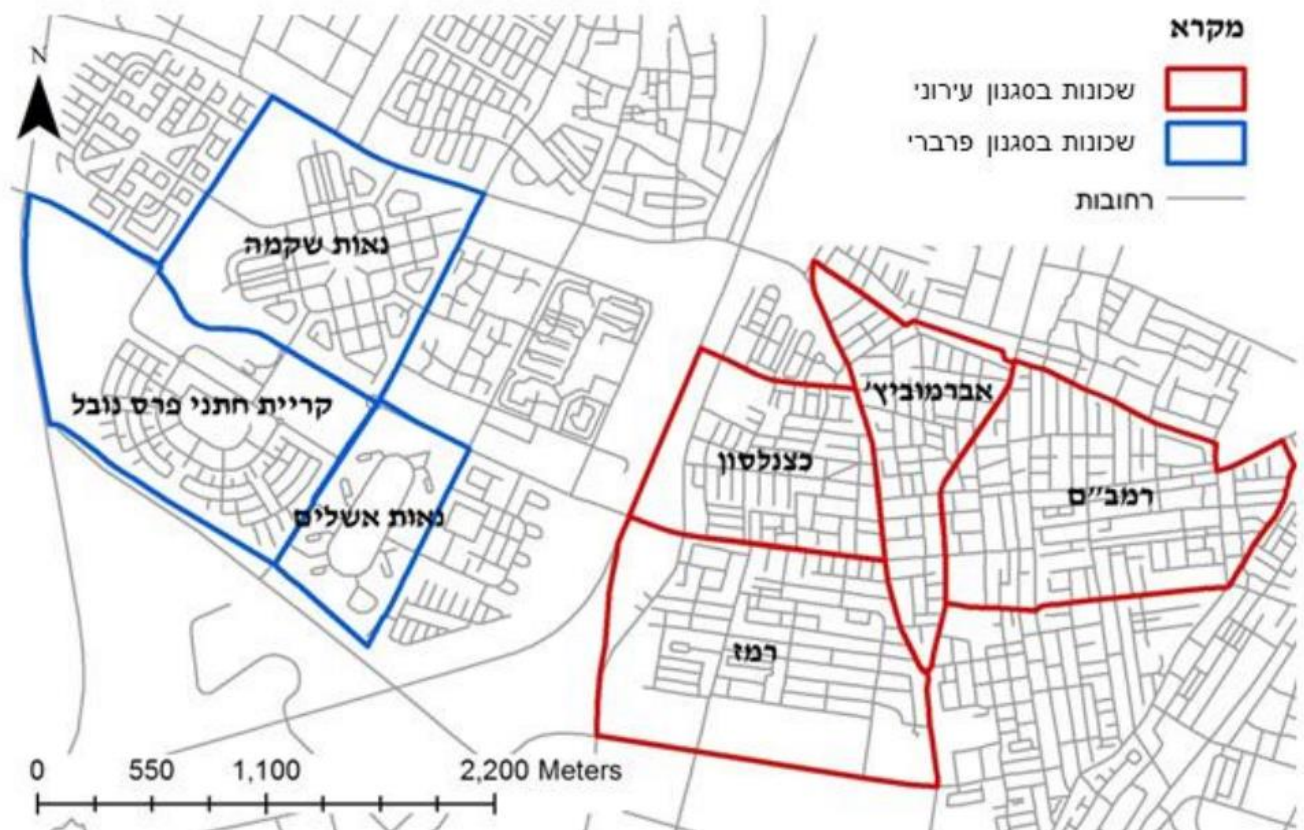 מקרא
שכונות בסגנון עירוני
שכונות בסגנון פרברי
רחובות
N
נאות שקמה
קריית חתני פרס נובל
נאות אשלים
אברמוביץ'
כצנלסון
רמב"ם
רמז
0 550 1,100 2,200 Meters